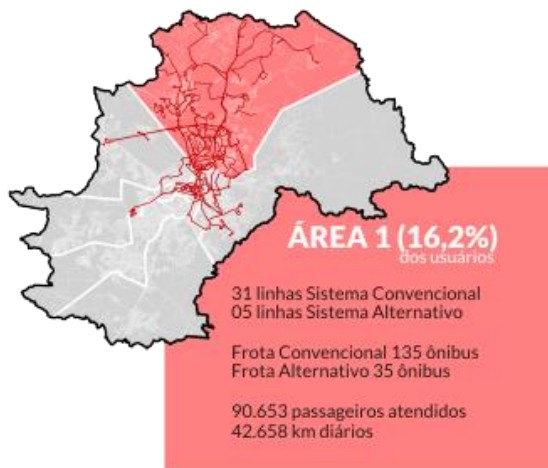 ÁREA 1 (16,2%)
dos usuários
31 linhas Sistema Convencional
05 linhas Sistema Alternativo
Frota Convencional 135 ônibus
Frota Alternativo 35 ônibus
90.653 passageiros atendidos
42.658 km diários